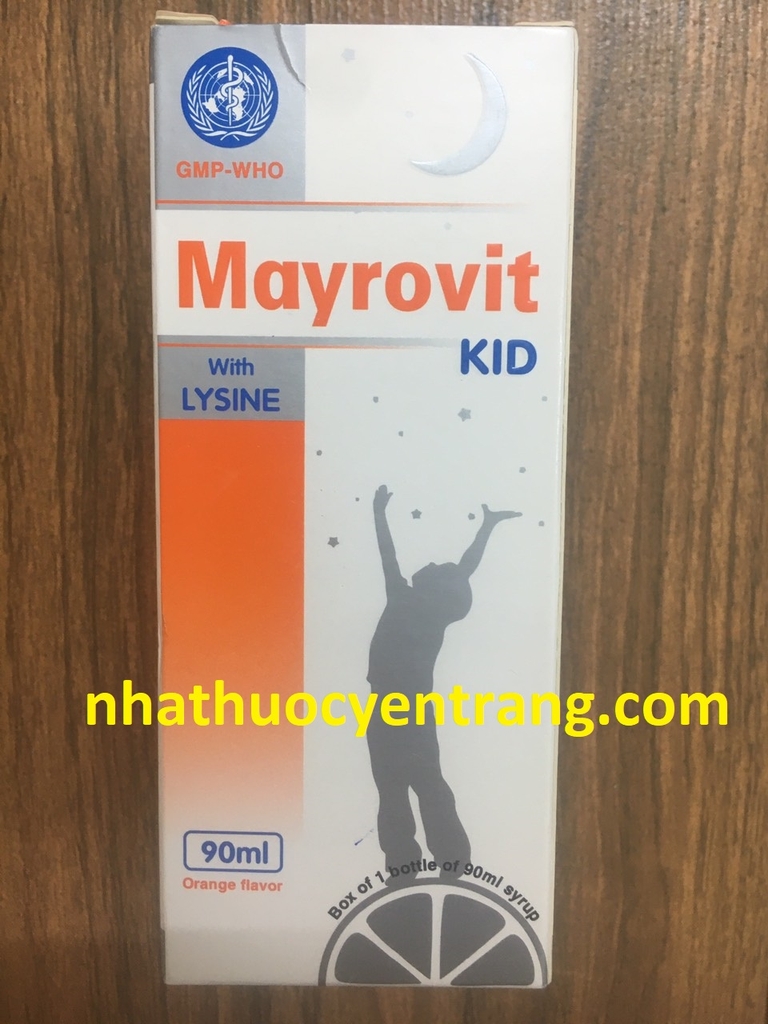 GMP-WHO
Mayrovit
KID
With
LYSINE
nhathuocyentrang.com
90ml
Orange flavor
Box of 1 bottle of 90ml syrup